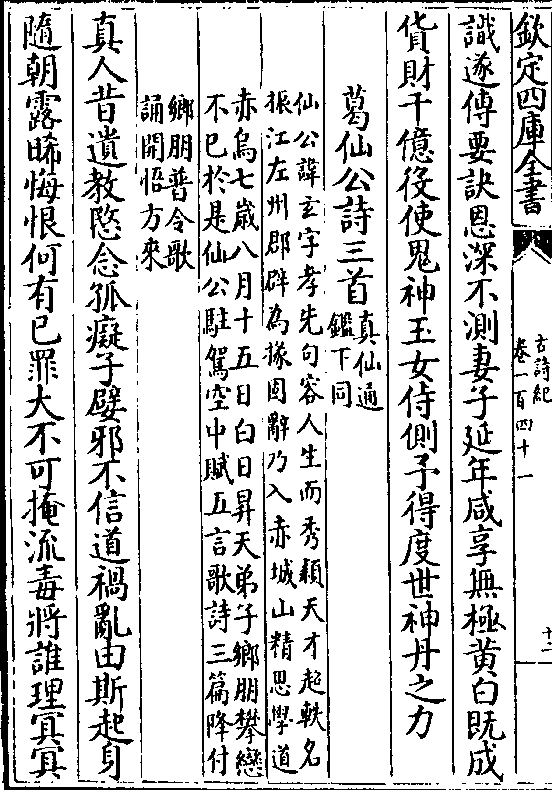 欽定四庫全書
古詩紀
卷一百四十一
十二
識遂傳要訣恩深不測妻子延年咸享無極黄白既成
貨財千億役使鬼神玉女侍側予得度世神丹之力
葛仙公詩三首
真仙通
鑑下同
仙公諱玄字孝先句容人生而秀穎天才超軼名
振江左州郡辟為掾固辭乃入赤城山精思學道
赤烏七歳八月十五日白日昇天弟子鄉朋攀戀
不已於是仙公駐駕空中賦五言歌詩三篇降付
鄉朋普令歌
誦開悟方來
真人昔遺教愍念孤癡子嬖邪不信道禍亂由斯起身
隨朝露晞悔恨何有已罪大不可掩流毒將誰理冥冥